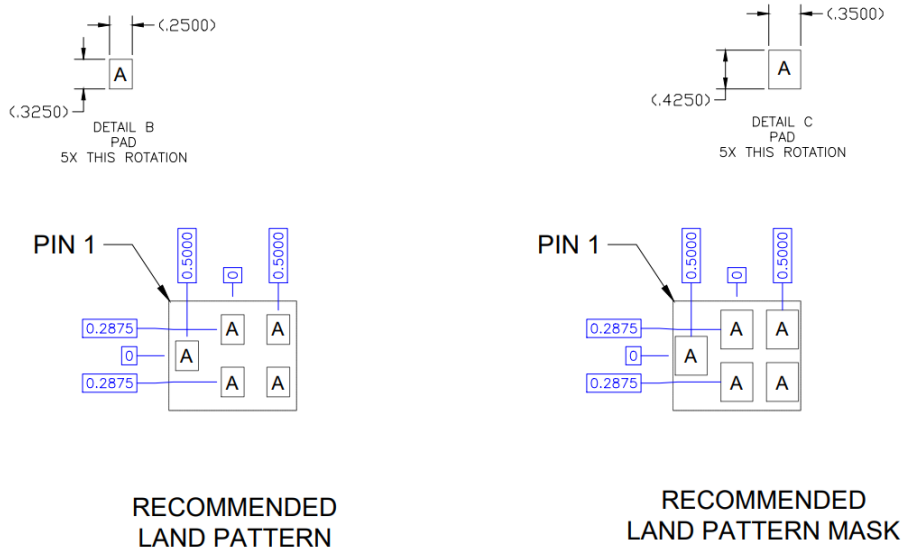 (.2500)
A
(.3250)
DETAIL B
PAD
5X THIS ROTATION
(.3500)
A
(.4250)
DETAIL C
PAD
5X THIS ROTATION
PIN 1
0.5000
0
0.5000
0.2875
0
0.2875
A
A
A
A
A
RECOMMENDED
LAND PATTERN
PIN 1
0.5000
0
0.5000
0.2875
0
0.2875
A
A
A
A
A
RECOMMENDED
LAND PATTERN MASK